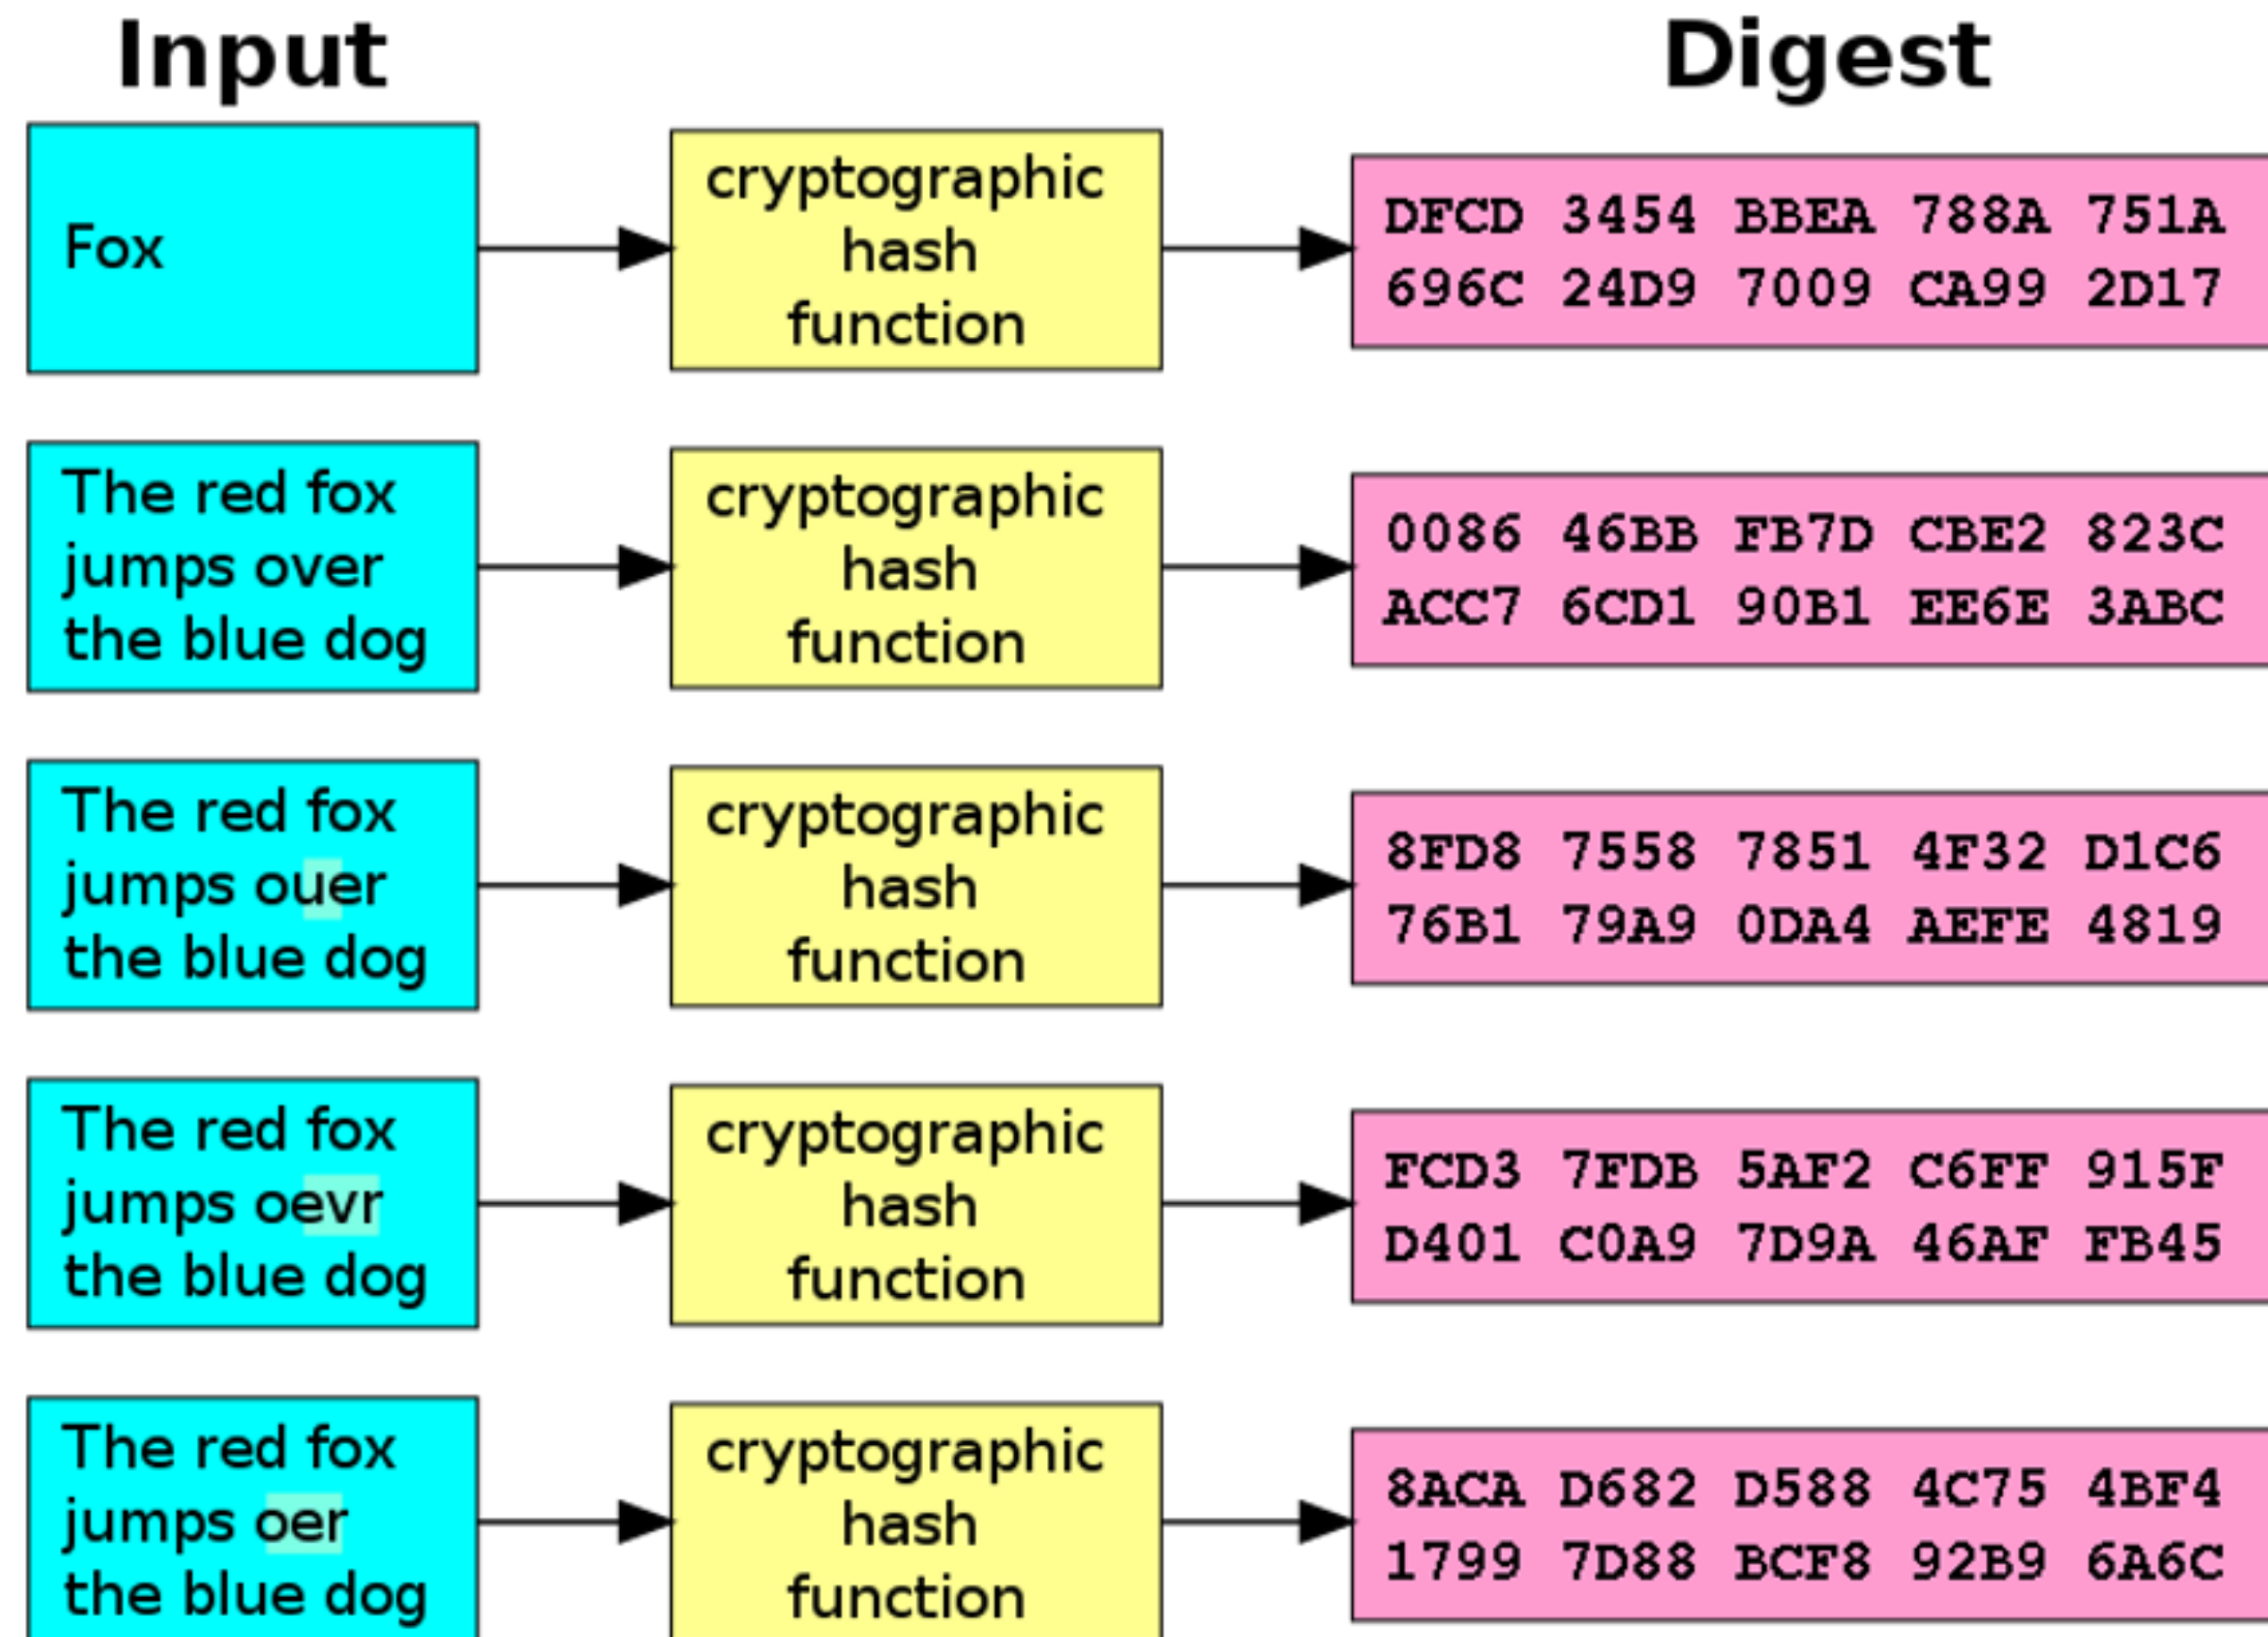 Input
Digest
Fox
cryptographic
hash
function
DFCD 3454 BBEA 788A 751A
696C 24D9 7009 CA99 2D17
The red fox
jumps over
the blue dog
cryptographic
hash
function
0086 46BB FB7D CBE2 823C
ACC7 6CD1 90B1 EE6E 3ABC
The red fox
jumps ouer
the blue dog
cryptographic
hash
function
8FD8 7558 7851 4F32 D1C6
76B1 79A9 0DA4 AEFE 4819
The red fox
jumps oevr
the blue dog
cryptographic
hash
function
FCD3 7FDB 5AF2 C6FF 915F
D401 C0A9 7D9A 46AF FB45
The red fox
jumps oer
the blue dog
cryptographic
hash
function
8ACA D682 D588 4C75 4BF4
1799 7D88 BCF8 92B9 6A6C